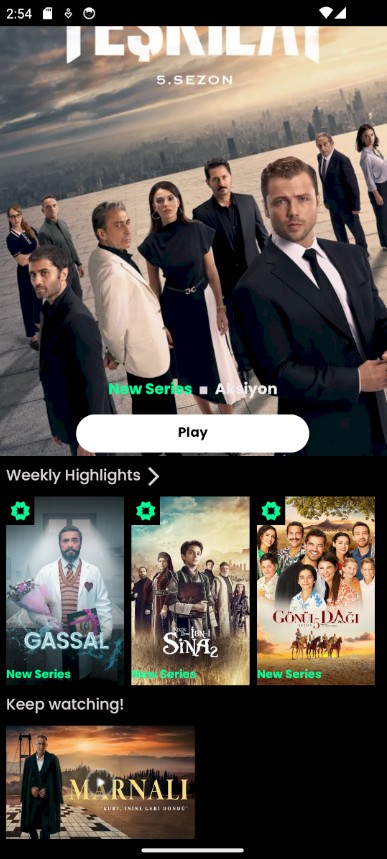 2:54
TEŞKİLAT
5.SEZON
New Series ■ Aksiyon
Play
Weekly Highlights >
GASSAL
New Series
İBN-İ
SİNA 2
New Series
GÖNÜL DAĞI
5
New Series
Keep watching!
MARNALI
KURT, İNİNE DÖNDÜ